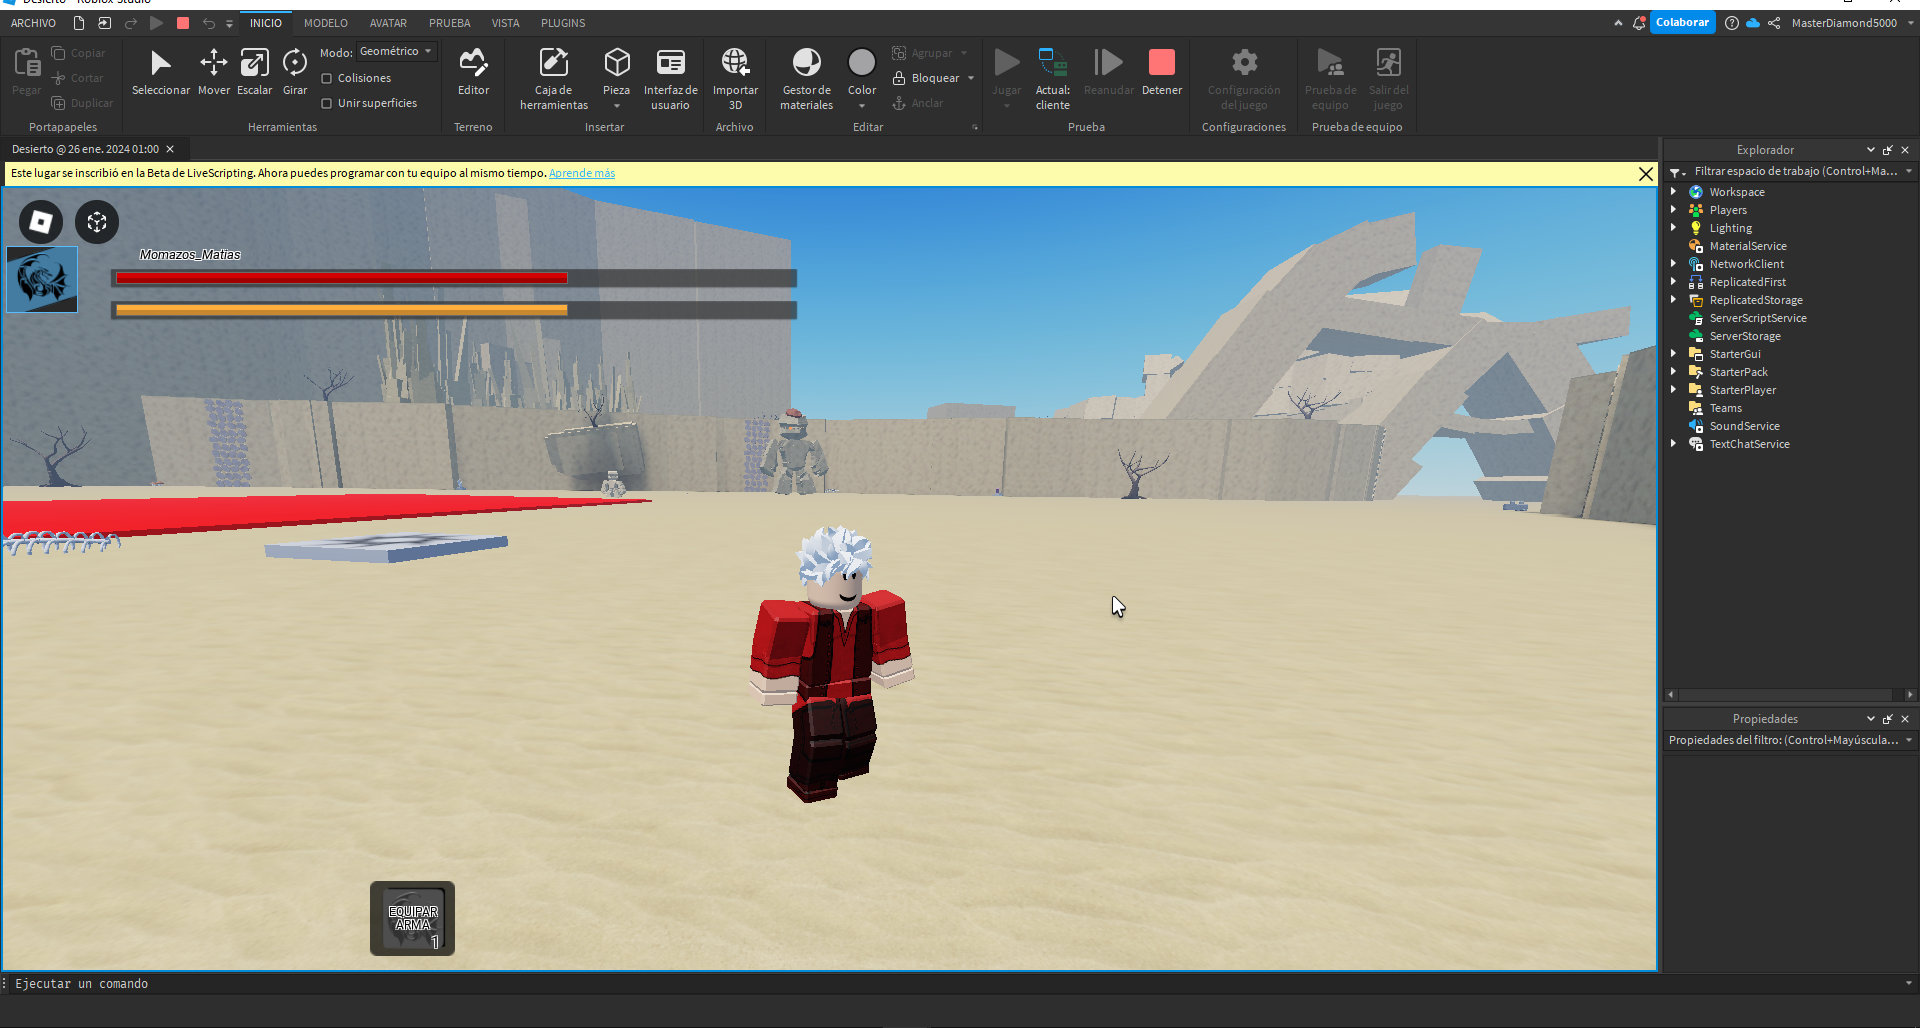 ARCHIVO
INICIO
MODELO
AVATAR
PRUEBA
VISTA
PLUGINS
Colaborar
MasterDiamond5000
Pegar
Copiar
Cortar
Duplicar
Portapapeles
Seleccionar
Mover
Escalar
Girar
Modo:
Geométrico
Colisiones
Unir superficies
Herramientas
Editor
Terreno
Caja de
herramientas
Pieza
Interfaz de
usuario
Insertar
Importar
3D
Archivo
Gestor de
materiales
Color
Agrupar
Bloquear
Anclar
Editar
Jugar
Actual:
cliente
Reanudar
Detener
Prueba
Configuración
del juego
Configuraciones
Prueba de
equipo
Salir del
juego
Prueba de equipo
Desierto @ 26 ene. 2024 01:00
Este lugar se inscribió en la Beta de LiveScripting. Ahora puedes programar con tu equipo al mismo tiempo. Aprende más
Momazos_Matias
EQUIPAR
ARMA
1
Explorador
Filtrar espacio de trabajo (Control+Ma...
Workspace
Players
Lighting
MaterialService
NetworkClient
ReplicatedFirst
ReplicatedStorage
ServerScriptService
ServerStorage
StarterGui
StarterPack
StarterPlayer
Teams
SoundService
TextChatService
Propiedades
Propiedades del filtro: (Control+Mayúscula...
Ejecutar un comando